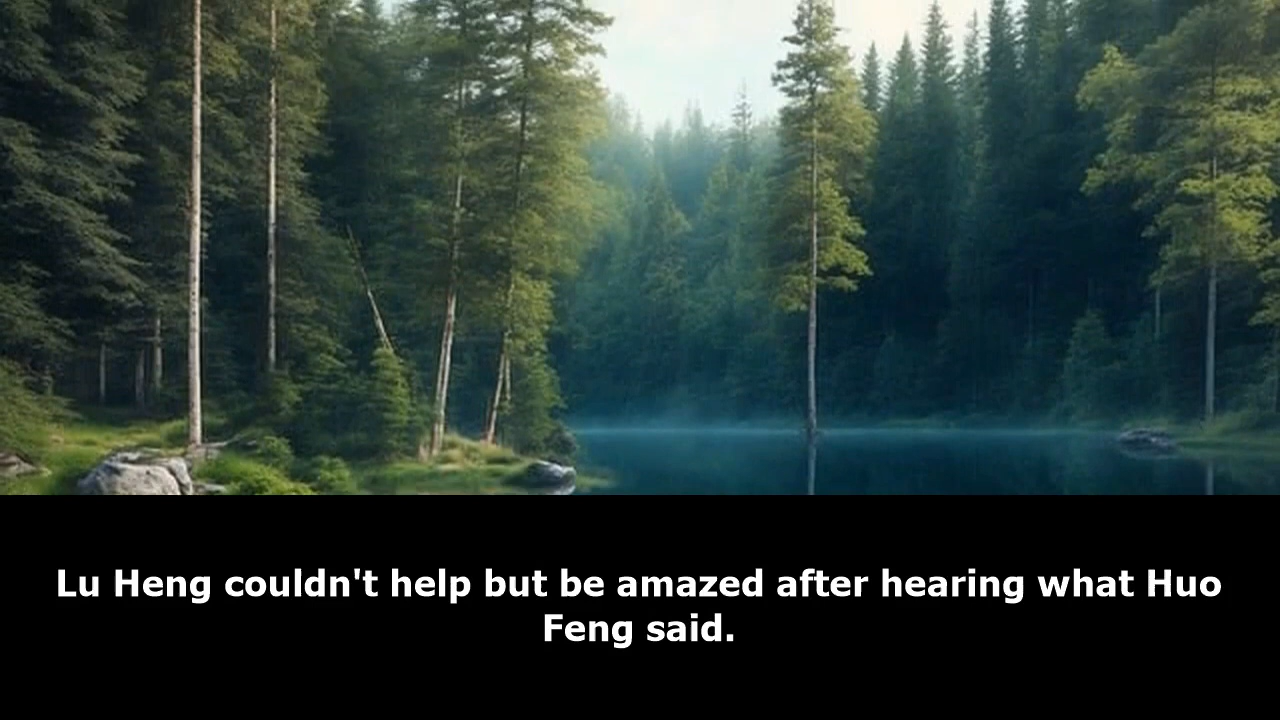 Lu Heng couldn't help but be amazed after hearing what Huo
Feng said.